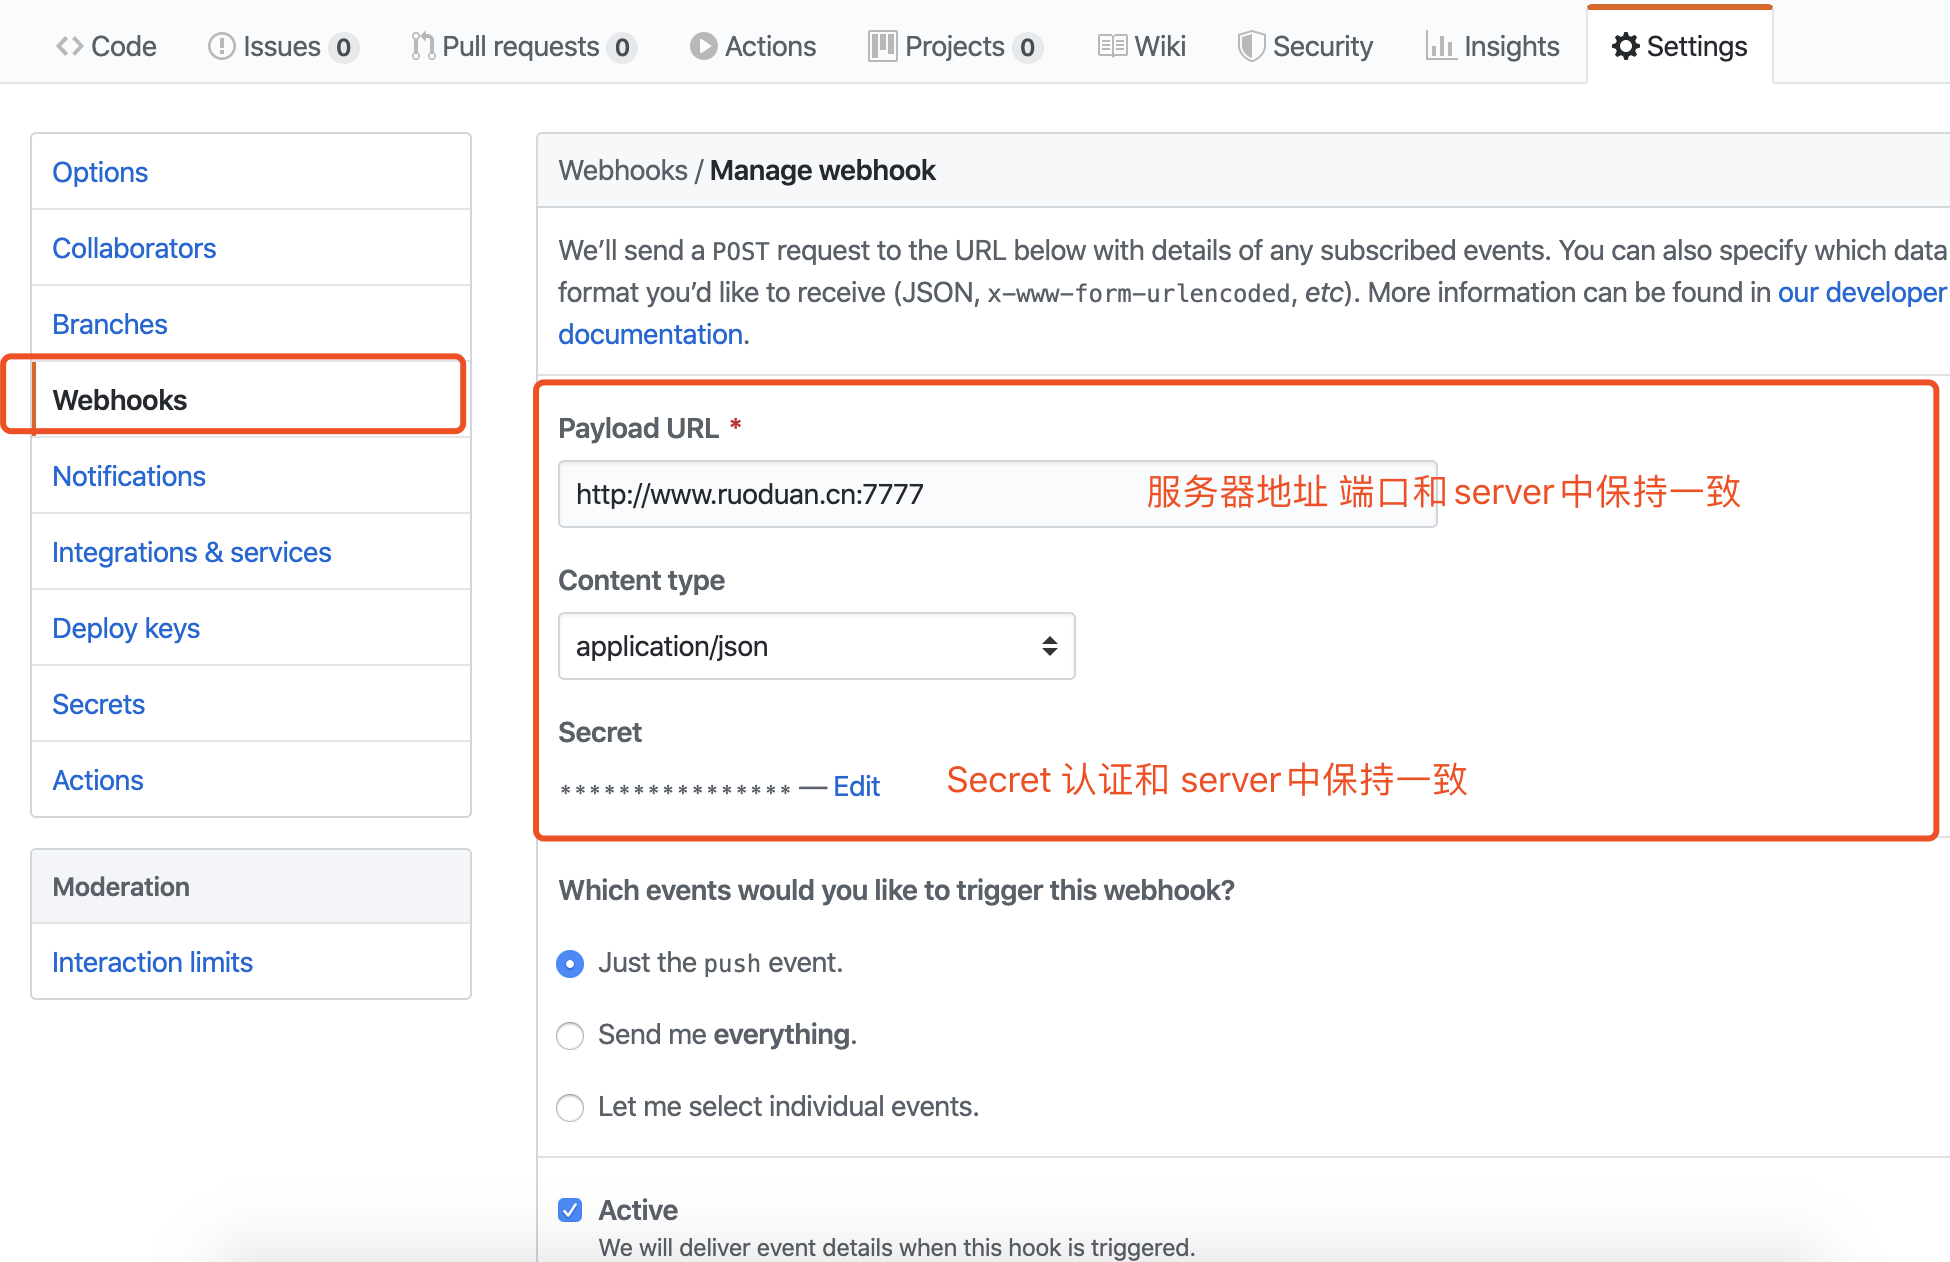 Code Issues 0 Pull requests 0 Actions Projects 0 Wiki Security Insights Settings
Options
Collaborators
Branches
Webhooks
Notifications
Integrations & services
Deploy keys
Secrets
Actions
Moderation
Interaction limits
Webhooks / Manage webhook
We’ll send a POST request to the URL below with details of any subscribed events. You can also specify which data
format you’d like to receive (JSON, x-www-form-urlencoded, etc). More information can be found in our developer
documentation.
Payload URL *
http://www.ruoduan.cn:7777 服务器地址 端口和 server 中保持一致
Content type
application/json
Secret
**************** — Edit Secret 认证和 server 中保持一致
Which events would you like to trigger this webhook?
Just the push event.
Send me everything.
Let me select individual events.
Active
We will deliver event details when this hook is triggered.